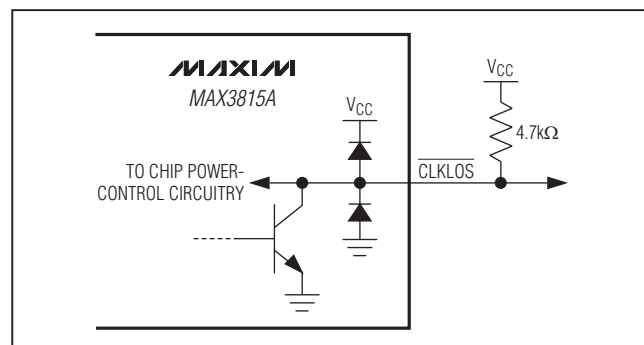 MAXIM
MAX3815A
VCC
VCC
4.7kΩ
TO CHIP POWER-
CONTROL CIRCUITRY
CLKLOS